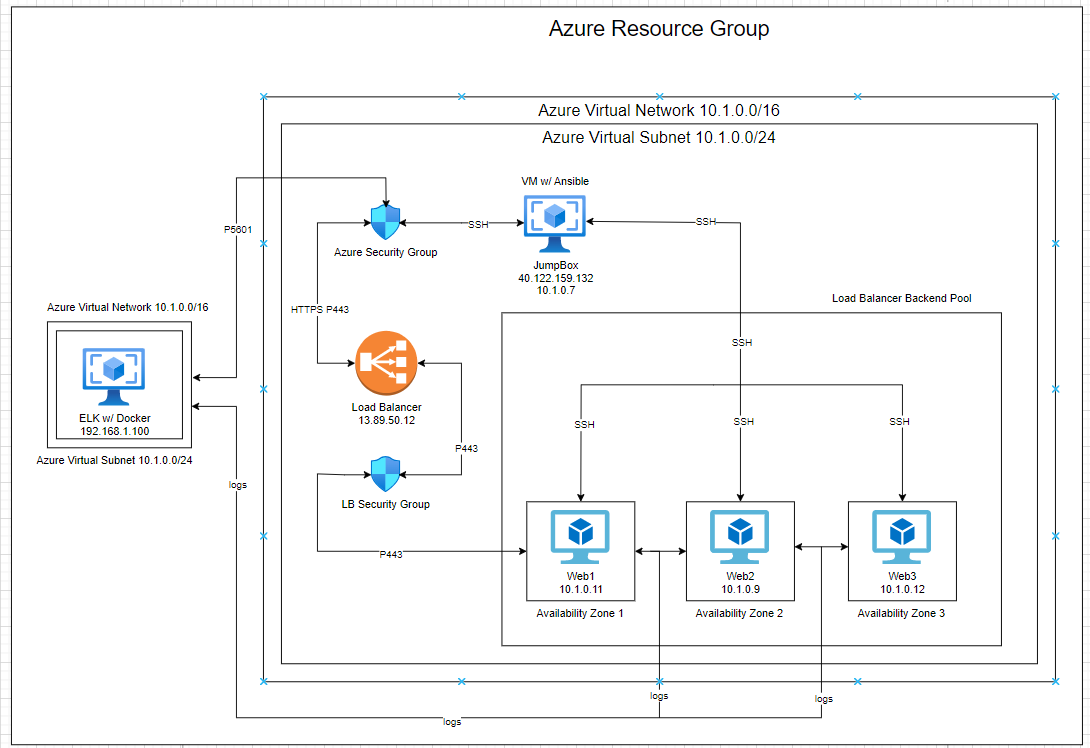 Azure Resource Group
Azure Virtual Network 10.1.0.0/16
Azure Virtual Subnet 10.1.0.0/24
VM w/ Ansible
P5601
SSH
SSH
Azure Security Group
JumpBox
40.122.159.132
10.1.0.7
Load Balancer Backend Pool
Azure Virtual Network 10.1.0.0/16
HTTPS P443
SSH
ELK w/ Docker
192.168.1.100
Azure Virtual Subnet 10.1.0.0/24
Load Balancer
13.89.50.12
SSH
SSH
SSH
P443
logs
LB Security Group
P443
Web1
10.1.0.11
Availability Zone 1
Web2
10.1.0.9
Availability Zone 2
Web3
10.1.0.12
Availability Zone 3
logs
logs
logs